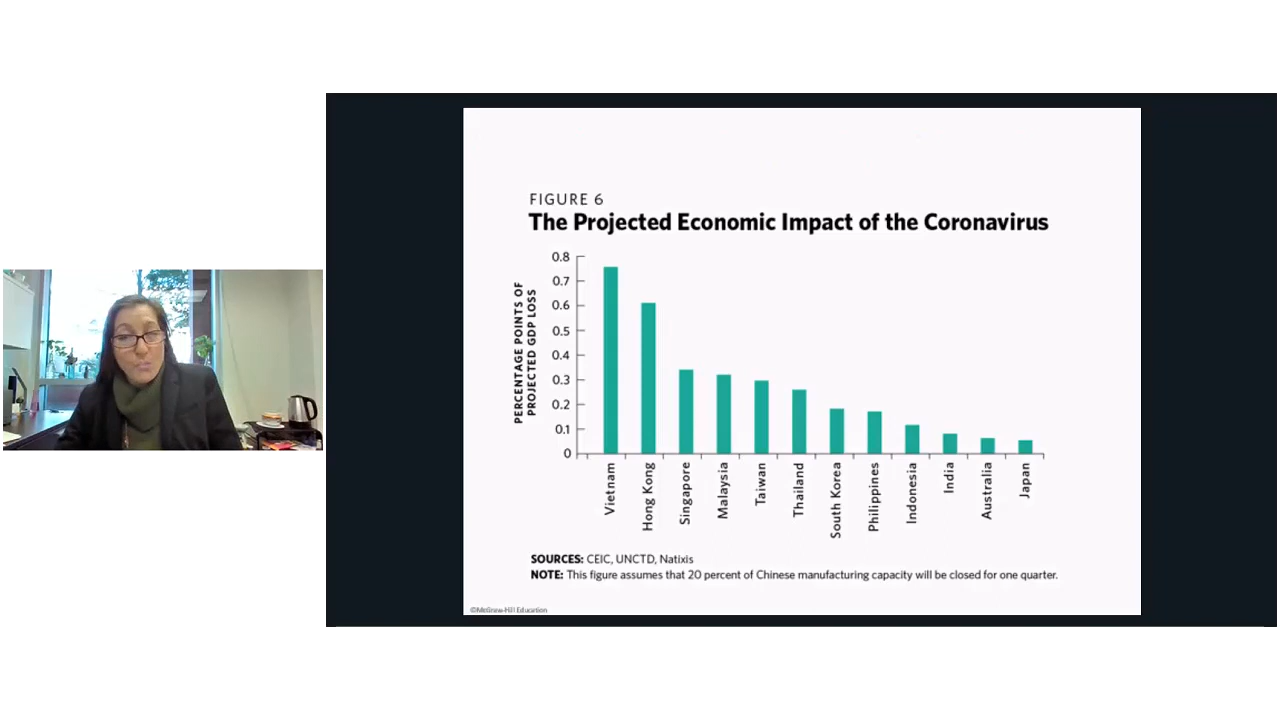 FIGURE 6
The Projected Economic Impact of the Coronavirus
PERCENTAGE POINTS OF
PROJECTED GDP LOSS
0.8
0.7
0.6
0.5
0.4
0.3
0.2
0.1
0
Vietnam
Hong Kong
Singapore
Malaysia
Taiwan
Thailand
South Korea
Philippines
Indonesia
India
Australia
Japan
SOURCES: CEIC, UNCTD, Natixis
NOTE: This figure assumes that 20 percent of Chinese manufacturing capacity will be closed for one quarter.
©McGraw-Hill Education